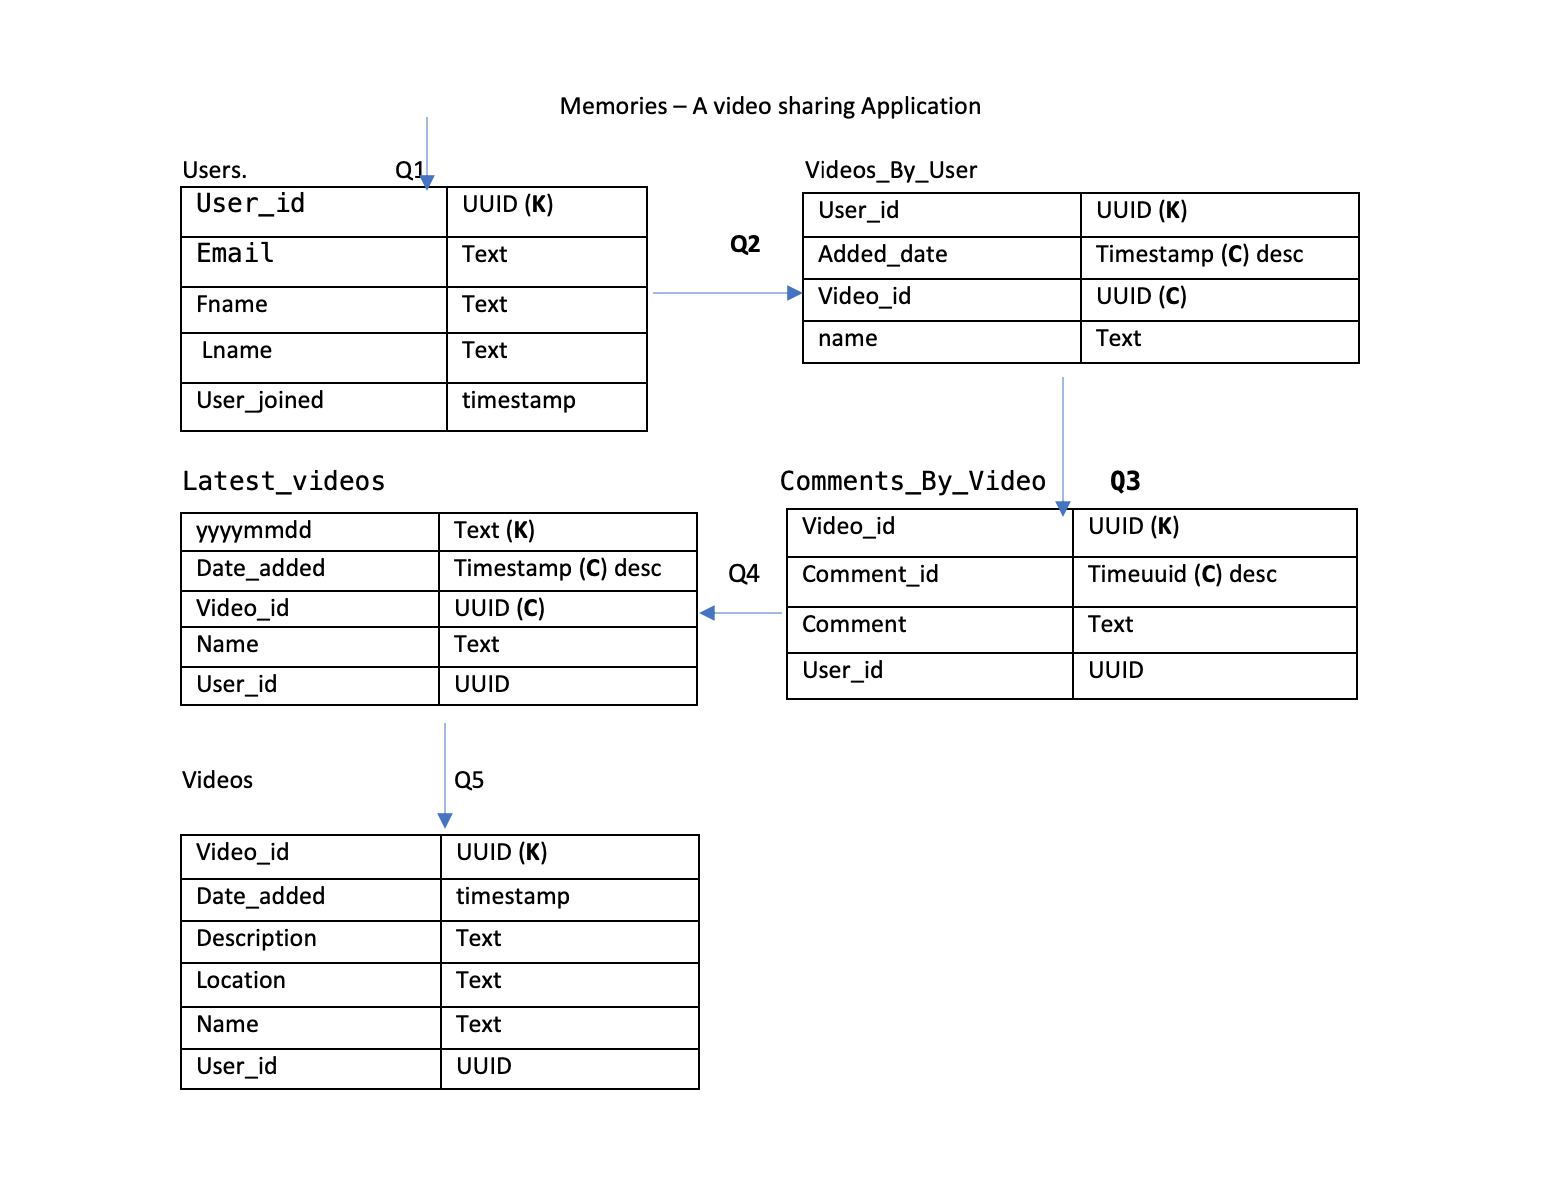 Memories – A video sharing Application
Users. Q1
User_id UUID (K)
Email Text
Fname Text
Lname Text
User_joined timestamp
Q2
Videos_By_User
User_id UUID (K)
Added_date Timestamp (C) desc
Video_id UUID (C)
name Text
Latest_videos
yyyymmdd Text (K)
Date_added Timestamp (C) desc
Video_id UUID (C)
Name Text
User_id UUID
Q4
Comments_By_Video Q3
Video_id UUID (K)
Comment_id Timeuuid (C) desc
Comment Text
User_id UUID
Videos Q5
Video_id UUID (K)
Date_added timestamp
Description Text
Location Text
Name Text
User_id UUID